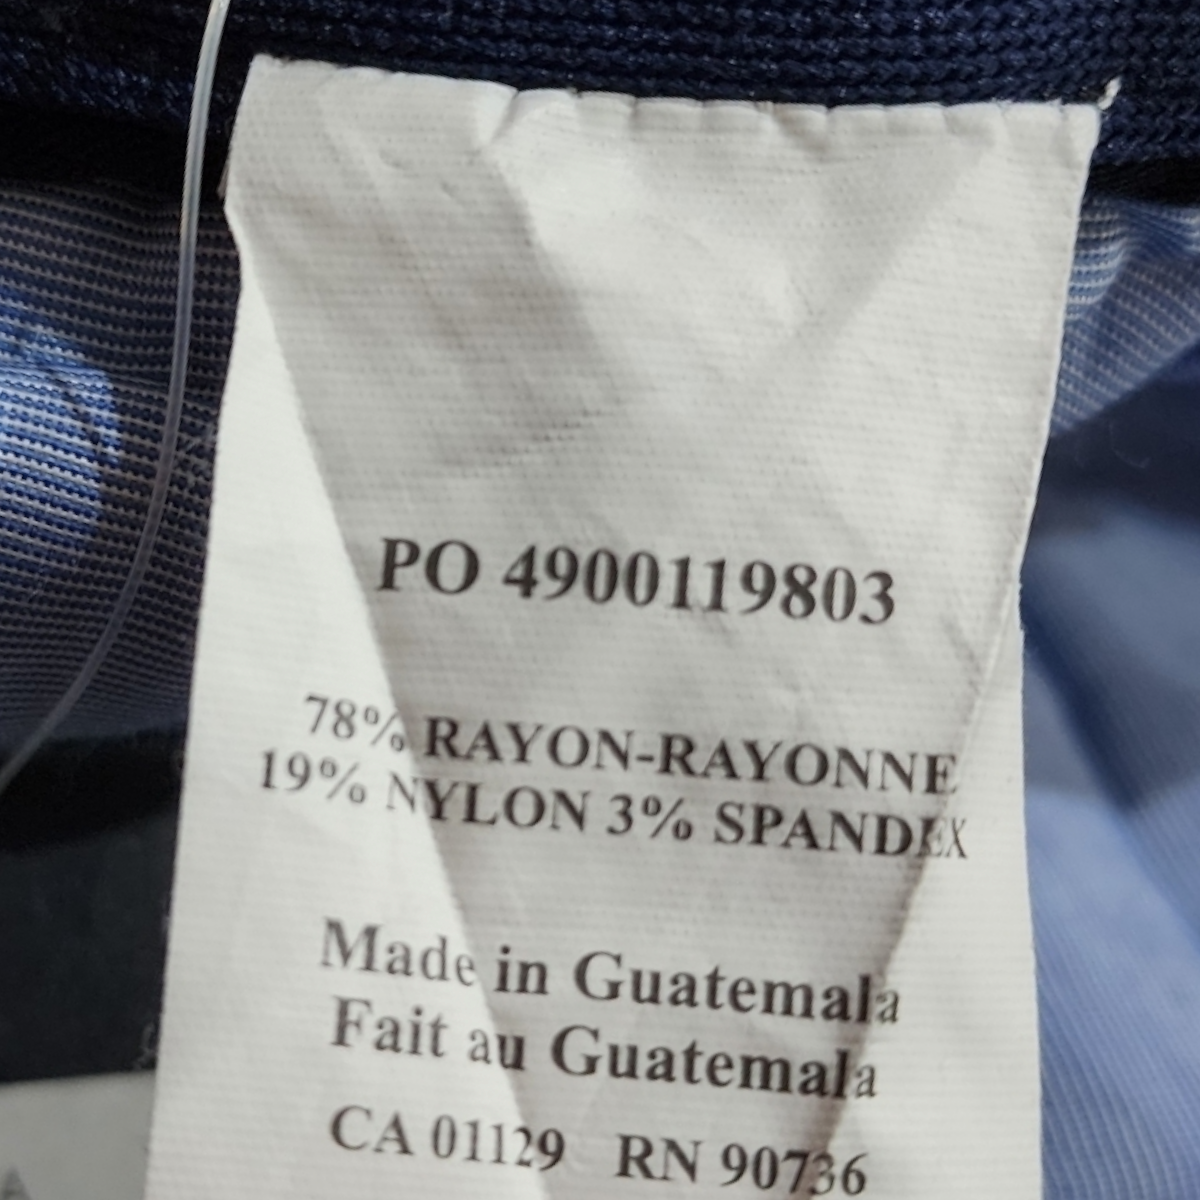 PO 4900119803
78% RAYON-RAYONNE
19% NYLON 3% SPANDEX
Made in Guatemala
Fait au Guatemala
CA 01129 RN 90736